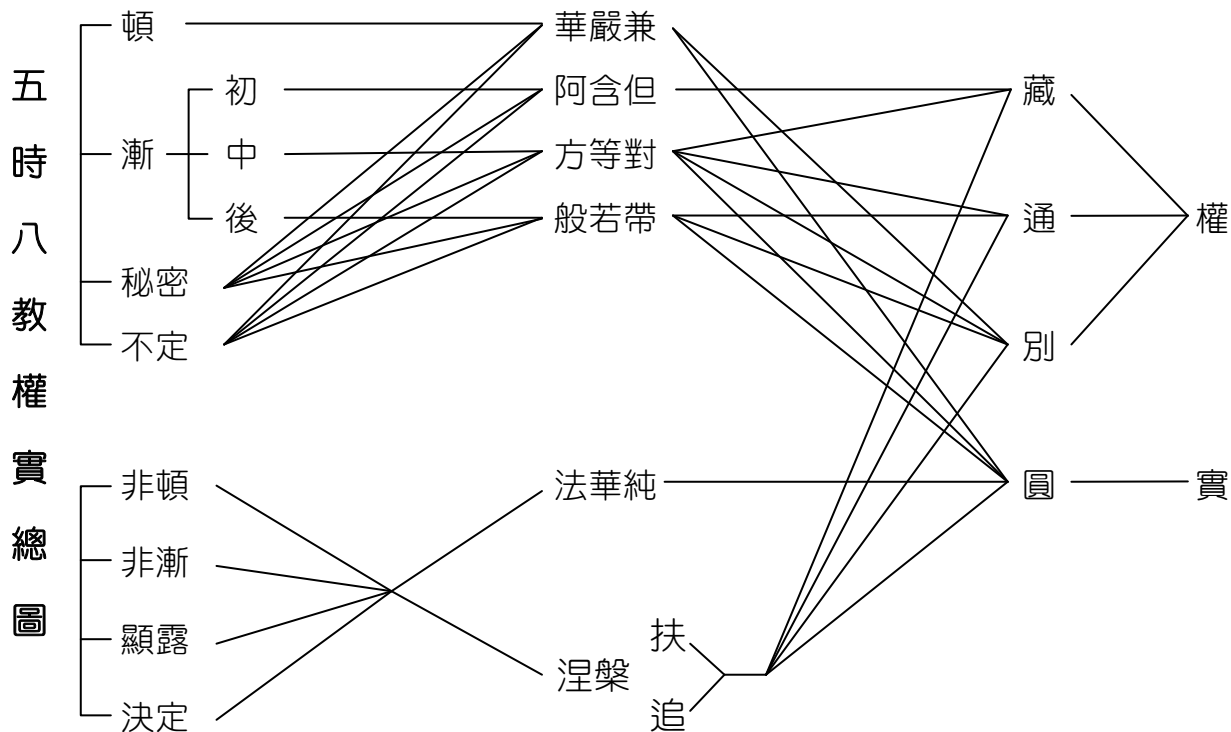 五時八教權實總圖
頓
華嚴兼
初
阿含但
藏
漸
中
方等對
後
般若帶
通
權
秘密
不定
別
非頓
法華純
圓
實
非漸
顯露
扶
涅槃
決定
追